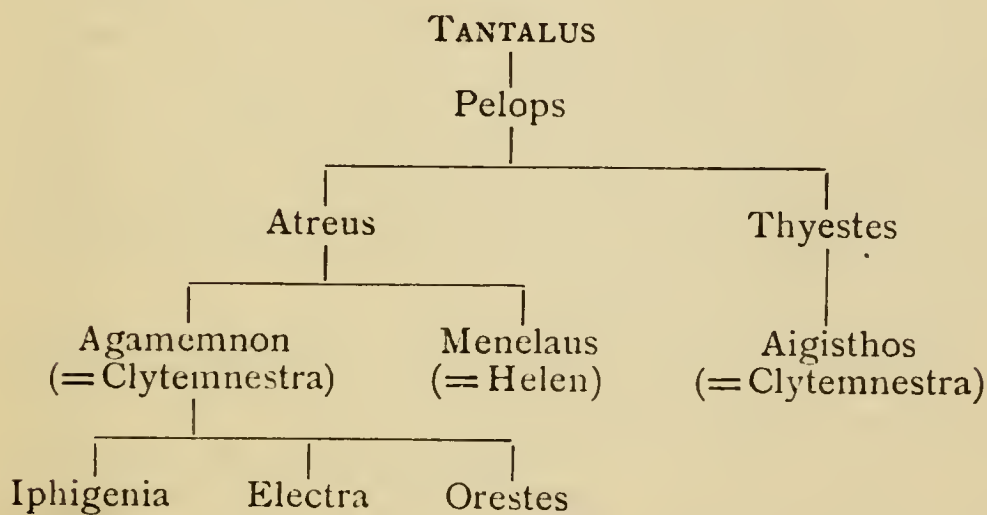 TANTALUS
Pelops
Atreus Thyestes
Agamemnon Menelaus Aigisthos
(=Clytemnestra) (=Helen) (=Clytemnestra)
Iphigenia Electra Orestes